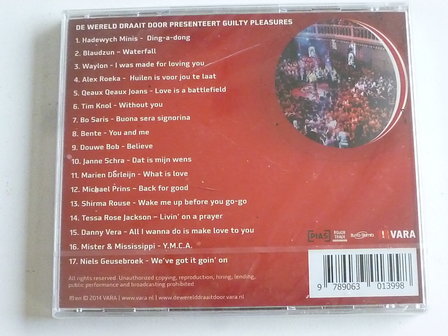 DE WERELD DRAAIT DOOR PRESENTEERT GUILTY PLEASURES
1. Hadewych Minis - Ding-a-dong
2. Blaudzun – Waterfall
3. Waylon - I was made for loving you
4. Alex Roeka - Huilen is voor jou te laat
5. Qeaux Qeaux Joans - Love is a battlefield
6. Tim Knol - Without you
7. Bo Saris - Buona sera signorina
8. Bente - You and me
9. Douwe Bob - Believe
10. Janne Schra - Dat is mijn wens
11. Marien Dorleijn - What is love
12. Michael Prins - Back for good
13. Shirma Rouse - Wake me up before you go-go
14. Tessa Rose Jackson – Livin' on a prayer
15. Danny Vera - All I wanna do is make love to you
16. Mister & Mississippi - Y.M.C.A.
17. Niels Geusebroek - We've got it goin' on
[PIAS] VARA
All rights reserved. Unauthorized copying, reproduction, hiring, lending,
public performance and broadcasting prohibited
© 2014 VARA | www.vara.nl | www.dewerelddraaitdoor.vara.nl
9 789063 013998